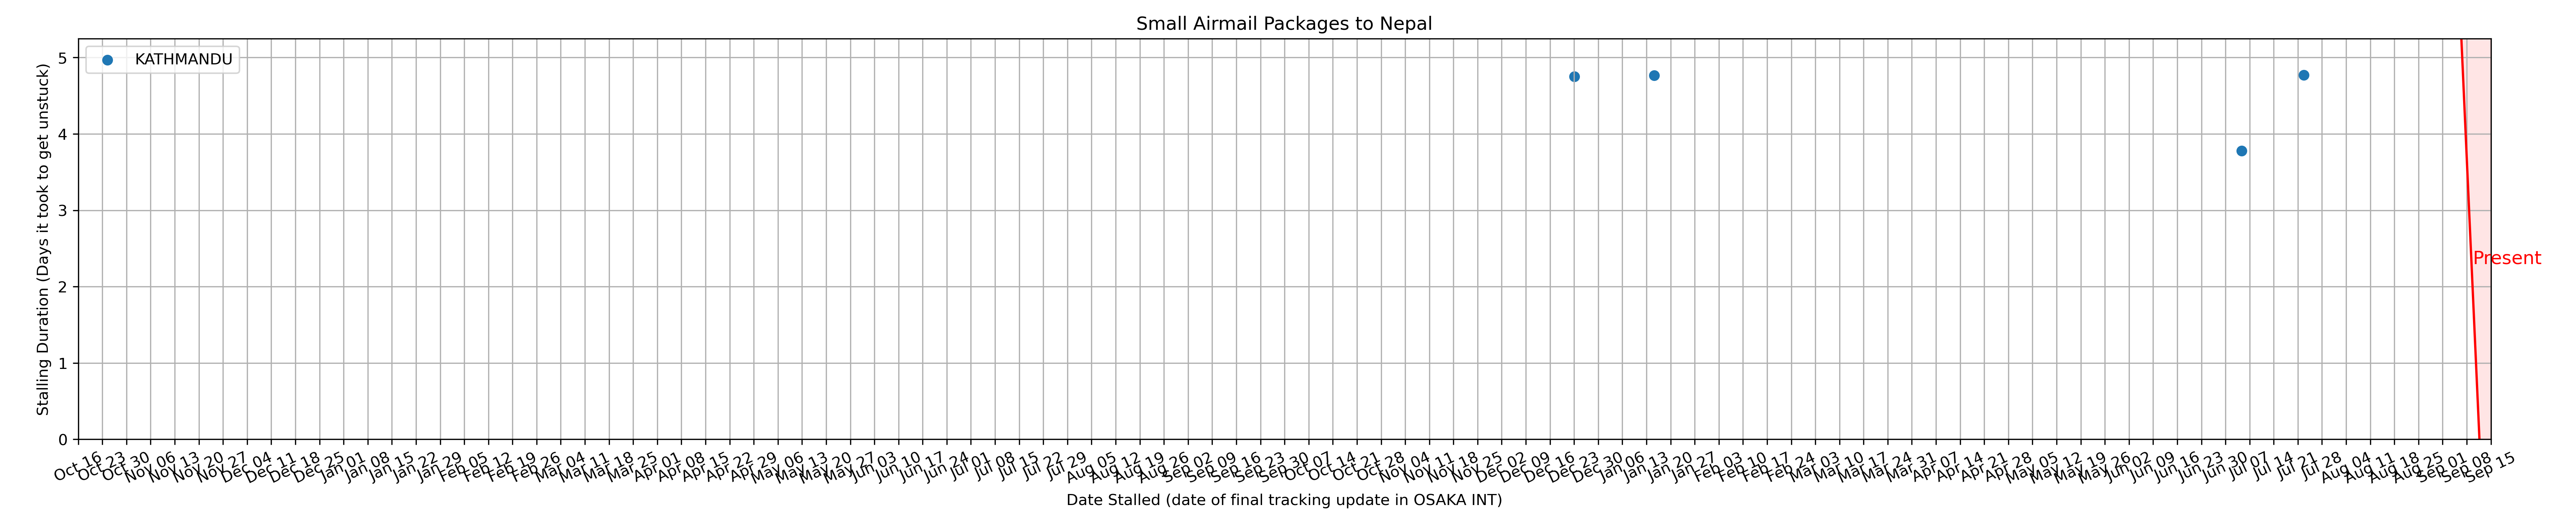 Small Airmail Packages to Nepal
KATHMANDU
Stalling Duration (Days it took to get unstuck)
5
4
3
2
1
0
Present
Oct 16
Oct 23
Oct 30
Nov 06
Nov 13
Nov 20
Nov 27
Dec 04
Dec 11
Dec 18
Dec 25
Jan 01
Jan 08
Jan 15
Jan 22
Jan 29
Feb 05
Feb 12
Feb 19
Feb 26
Mar 04
Mar 11
Mar 18
Mar 25
Apr 01
Apr 08
Apr 15
Apr 22
Apr 29
May 06
May 13
May 20
May 27
Jun 03
Jun 10
Jun 17
Jun 24
Jul 01
Jul 08
Jul 15
Jul 22
Jul 29
Aug 05
Aug 12
Aug 19
Aug 26
Sep 02
Sep 09
Sep 16
Sep 23
Sep 30
Oct 07
Oct 14
Oct 21
Oct 28
Nov 04
Nov 11
Nov 18
Nov 25
Dec 02
Dec 09
Dec 16
Dec 23
Dec 30
Jan 06
Jan 13
Jan 20
Jan 27
Feb 03
Feb 10
Feb 17
Feb 24
Mar 03
Mar 10
Mar 17
Mar 24
Mar 31
Apr 07
Apr 14
Apr 21
Apr 28
May 05
May 12
May 19
May 26
Jun 02
Jun 09
Jun 16
Jun 23
Jun 30
Jul 07
Jul 14
Jul 21
Jul 28
Aug 04
Aug 11
Aug 18
Aug 25
Sep 01
Sep 08
Sep 15
Date Stalled (date of final tracking update in OSAKA INT)